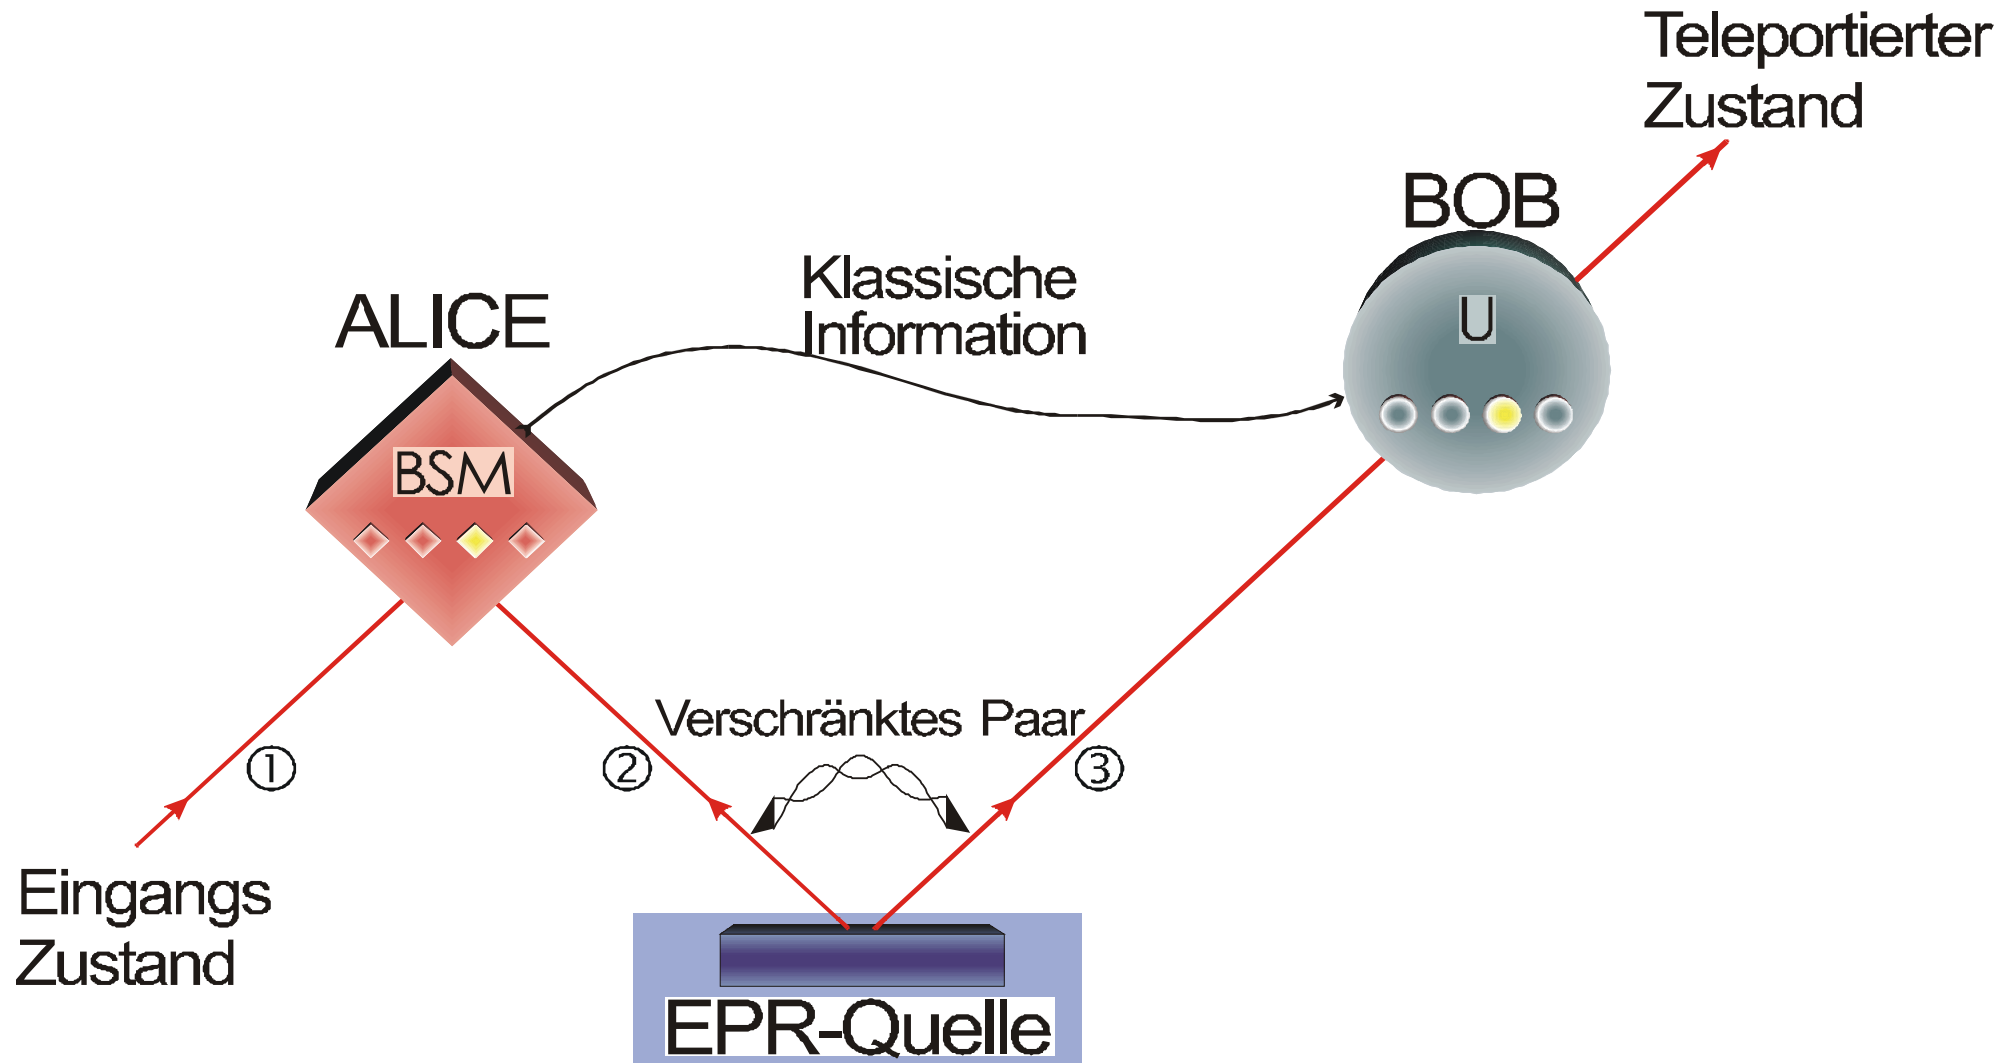 Teleportierter
Zustand
BOB
U
Klassische
Information
ALICE
BSM
Verschränktes Paar
①
②
③
Eingangs
Zustand
EPR-Quelle